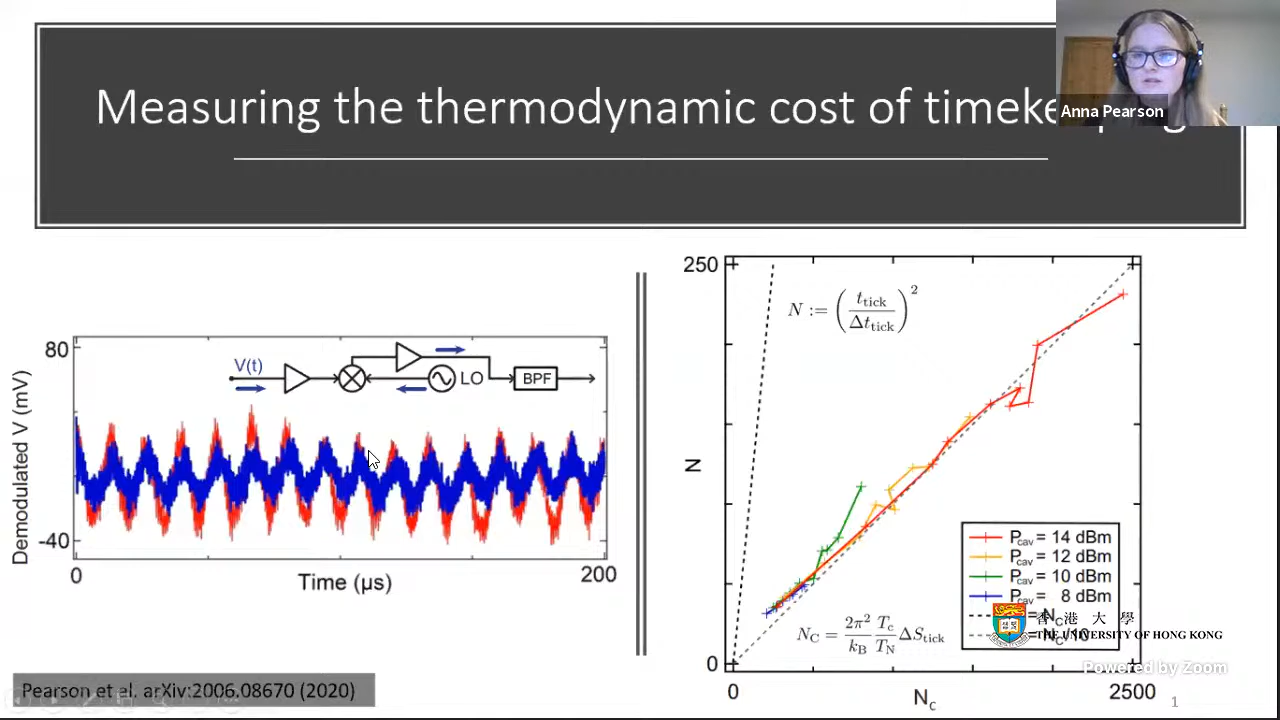 Measuring the thermodynamic cost of timeke
Anna Pearson
80
-40
Demodulated V (mV)
0
200
Time (µs)
V(t)
LO
BPF
250
0
N
0
2500
N_c
N := (t_tick / Δt_tick)^2
N_C = 2π^2 / k_B T_c / T_N ΔS_tick
P_cav = 14 dBm
P_cav = 12 dBm
P_cav = 10 dBm
P_cav = 8 dBm
香港大學
THE UNIVERSITY OF HONG KONG
Powered by Zoom
Pearson et al. arXiv:2006.08670 (2020)
1